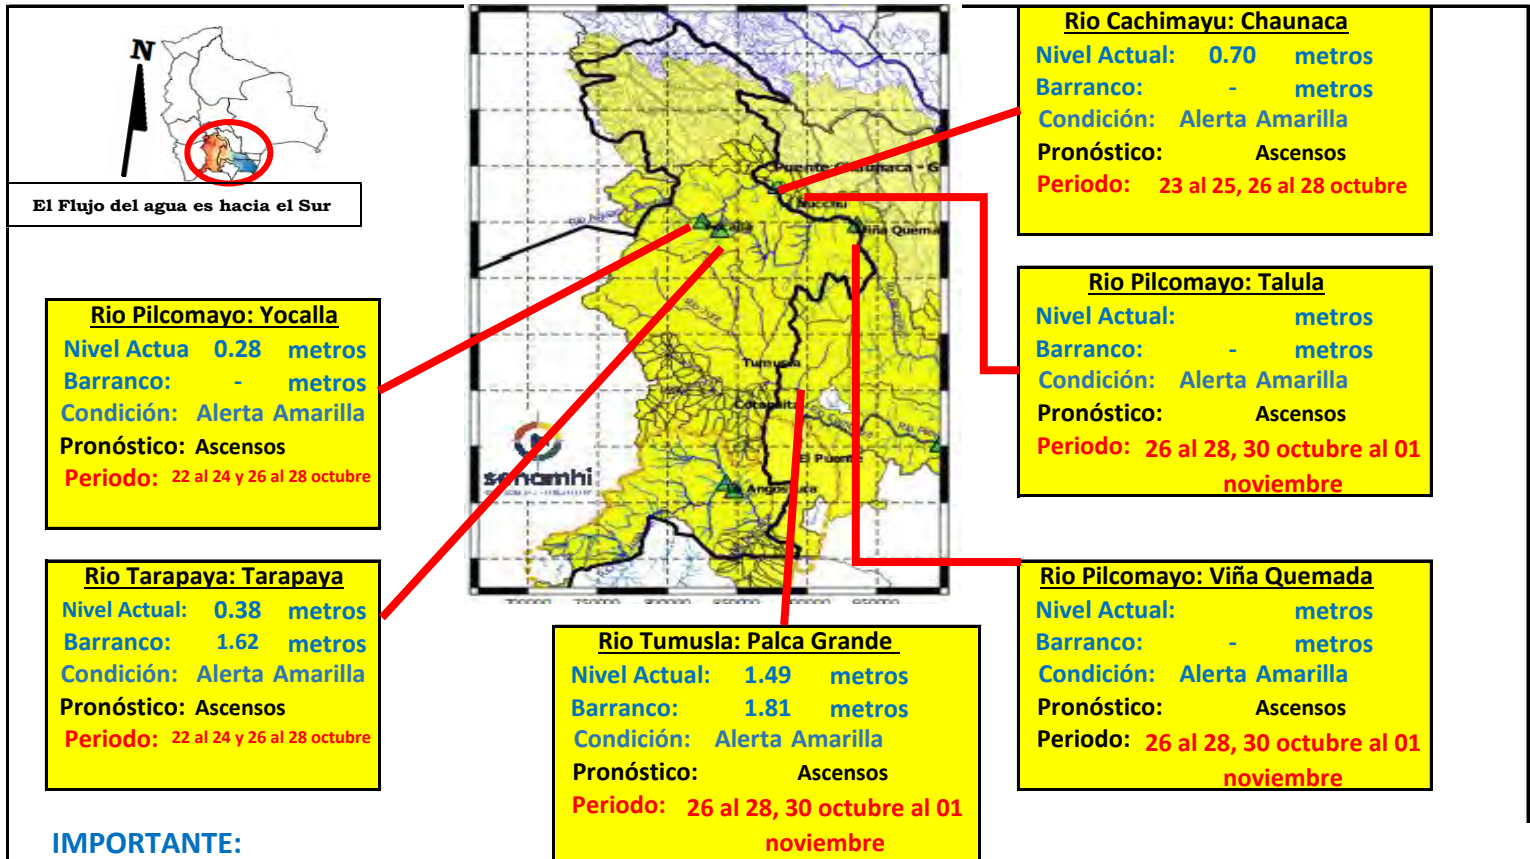 N
El Flujo del agua es hacia el Sur
Rio Pilcomayo: Yocalla
Nivel Actua 0.28 metros
Barranco: - metros
Condición: Alerta Amarilla
Pronóstico: Ascensos
Periodo: 22 al 24 y 26 al 28 octubre
Rio Tarapaya: Tarapaya
Nivel Actual: 0.38 metros
Barranco: 1.62 metros
Condición: Alerta Amarilla
Pronóstico: Ascensos
Periodo: 22 al 24 y 26 al 28 octubre
IMPORTANTE:
Puente Chaunaca - G
Nucchu
Viña Quema
Tumusla
Cotagaita
El Puente
Angostura
senamhi
Rio Tumusla: Palca Grande
Nivel Actual: 1.49 metros
Barranco: 1.81 metros
Condición: Alerta Amarilla
Pronóstico: Ascensos
Periodo: 26 al 28, 30 octubre al 01
noviembre
Rio Cachimayu: Chaunaca
Nivel Actual: 0.70 metros
Barranco: - metros
Condición: Alerta Amarilla
Pronóstico: Ascensos
Periodo: 23 al 25, 26 al 28 octubre
Rio Pilcomayo: Talula
Nivel Actual: metros
Barranco: - metros
Condición: Alerta Amarilla
Pronóstico: Ascensos
Periodo: 26 al 28, 30 octubre al 01
noviembre
Rio Pilcomayo: Viña Quemada
Nivel Actual: metros
Barranco: - metros
Condición: Alerta Amarilla
Pronóstico: Ascensos
Periodo: 26 al 28, 30 octubre al 01
noviembre